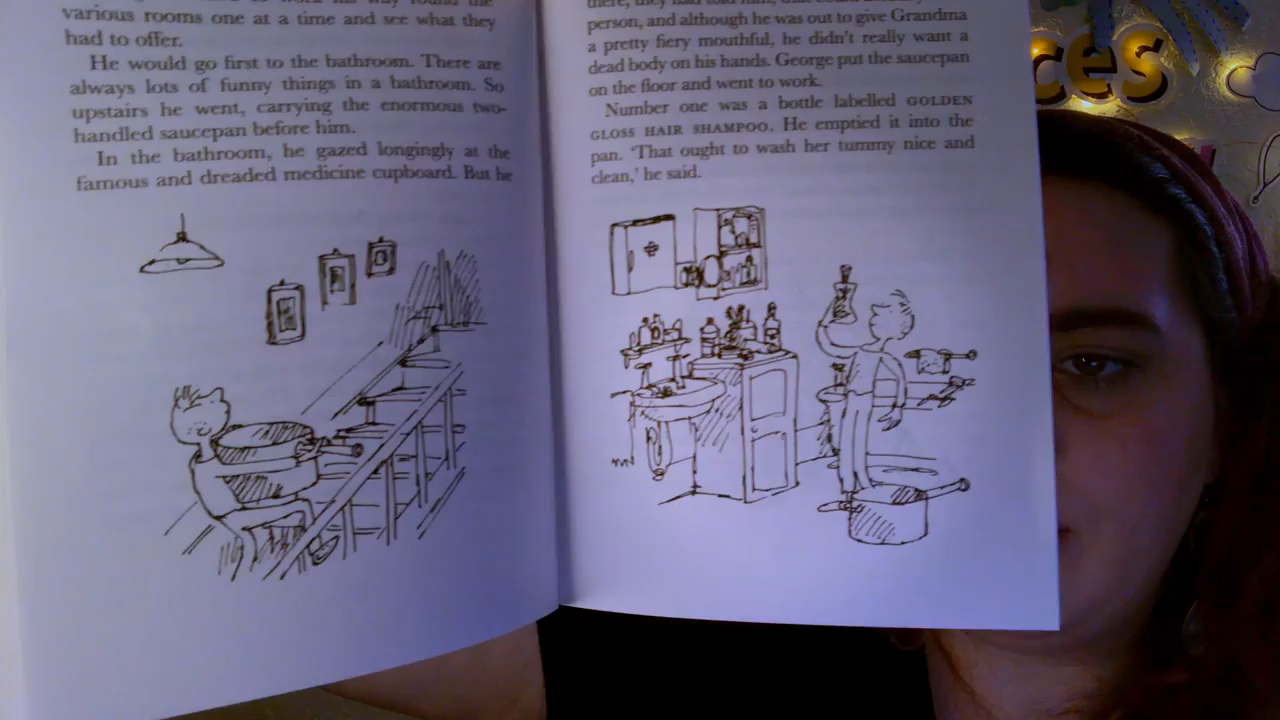 various rooms one at a time and see what they
had to offer.
He would go first to the bathroom. There are
always lots of funny things in a bathroom. So
upstairs he went, carrying the enormous two-
handled saucepan before him.
In the bathroom, he gazed longingly at the
famous and dreaded medicine cupboard. But he
person, and although he was out to give Grandma
a pretty fiery mouthful, he didn't really want a
dead body on his hands. George put the saucepan
on the floor and went to work.
Number one was a bottle labelled GOLDEN
GLOSS HAIR SHAMPOO. He emptied it into the
pan. 'That ought to wash her tummy nice and
clean,' he said.
ces